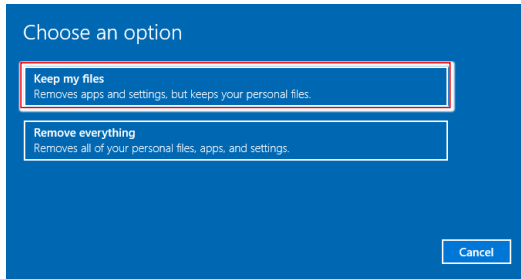 Choose an option
Keep my files
Removes apps and settings, but keeps your personal files.
Remove everything
Removes all of your personal files, apps, and settings.
Cancel